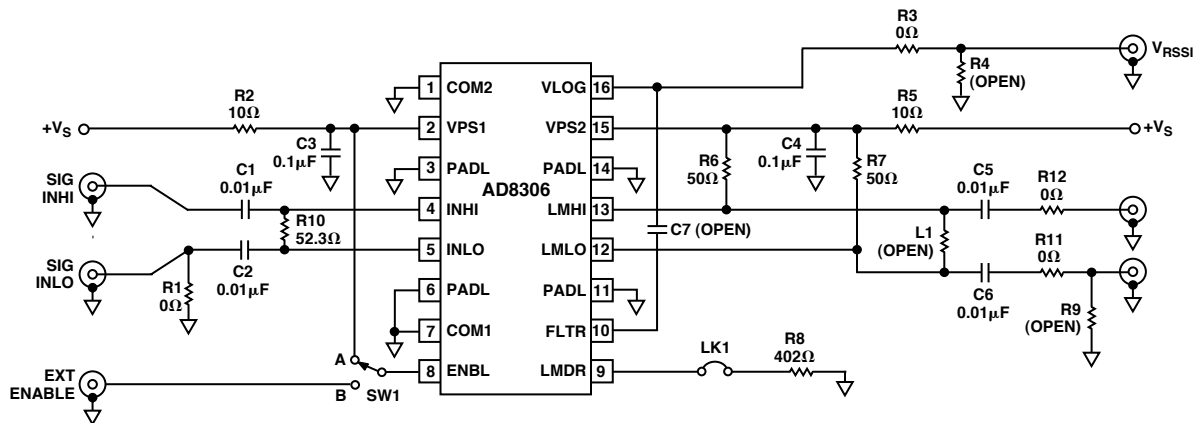 R3
0Ω
V_RSSI
R4
(OPEN)
1 COM2
VLOG 16
R2
10Ω
R5
10Ω
+V_S
2 VPS1
VPS2 15
+V_S
C3
0.1µF
C4
0.1µF
R6
50Ω
R7
50Ω
3 PADL
PADL 14
AD8306
SIG
INHI
C1
0.01µF
C5
0.01µF
R12
0Ω
4 INHI
LMHI 13
R10
52.3Ω
C7 (OPEN)
L1
(OPEN)
5 INLO
LMLO 12
SIG
INLO
C2
0.01µF
R1
0Ω
R11
0Ω
C6
0.01µF
R9
(OPEN)
6 PADL
PADL 11
7 COM1
FLTR 10
A
LK1
R8
402Ω
8 ENBL
LMDR 9
EXT
ENABLE
B
SW1